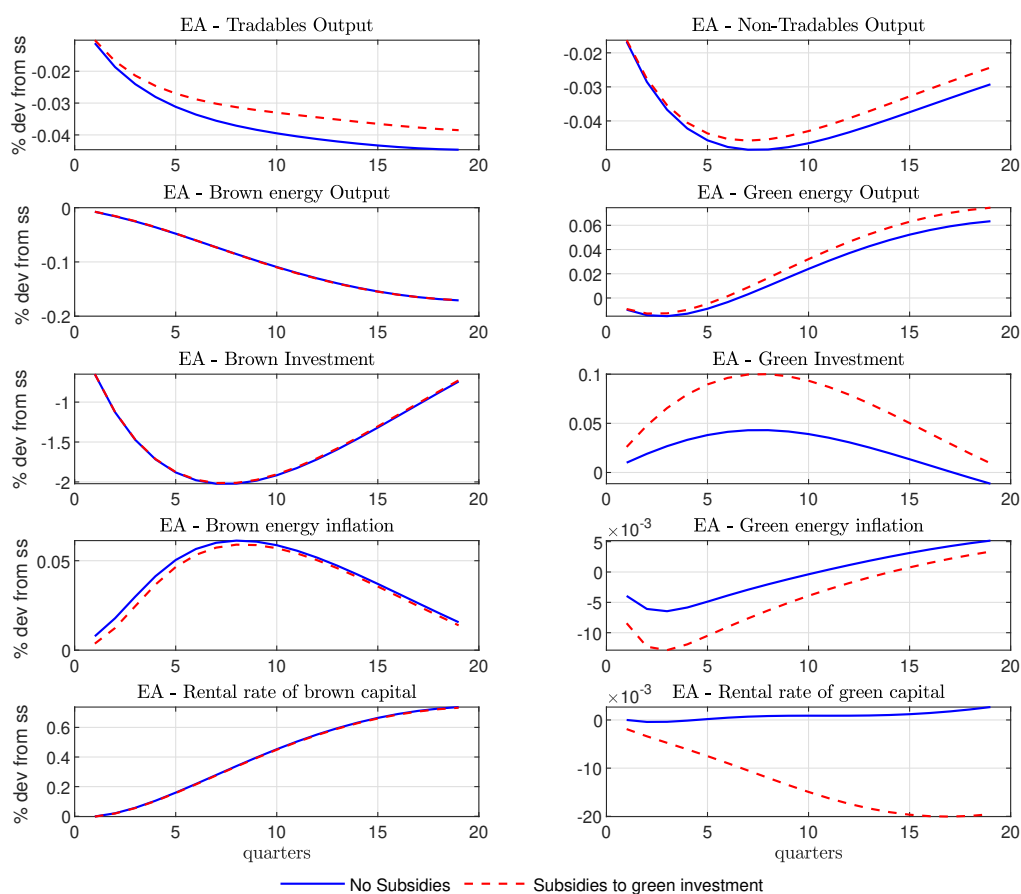 EA - Tradables Output
EA - Non-Tradables Output
% dev from ss
-0.02
-0.03
-0.04
0 5 10 15 20
-0.02
-0.04
0 5 10 15 20
EA - Brown energy Output
EA - Green energy Output
% dev from ss
0
-0.1
-0.2
0 5 10 15 20
0.06
0.04
0.02
0
0 5 10 15 20
EA - Brown Investment
EA - Green Investment
% dev from ss
-1
-1.5
-2
0 5 10 15 20
0.1
0.05
0
0 5 10 15 20
EA - Brown energy inflation
EA - Green energy inflation
% dev from ss
0.05
0
0 5 10 15 20
×10⁻³
5
0
-5
-10
0 5 10 15 20
EA - Rental rate of brown capital
EA - Rental rate of green capital
% dev from ss
0.6
0.4
0.2
0
0 5 10 15 20
quarters
×10⁻³
0
-10
-20
0 5 10 15 20
quarters
No Subsidies
Subsidies to green investment